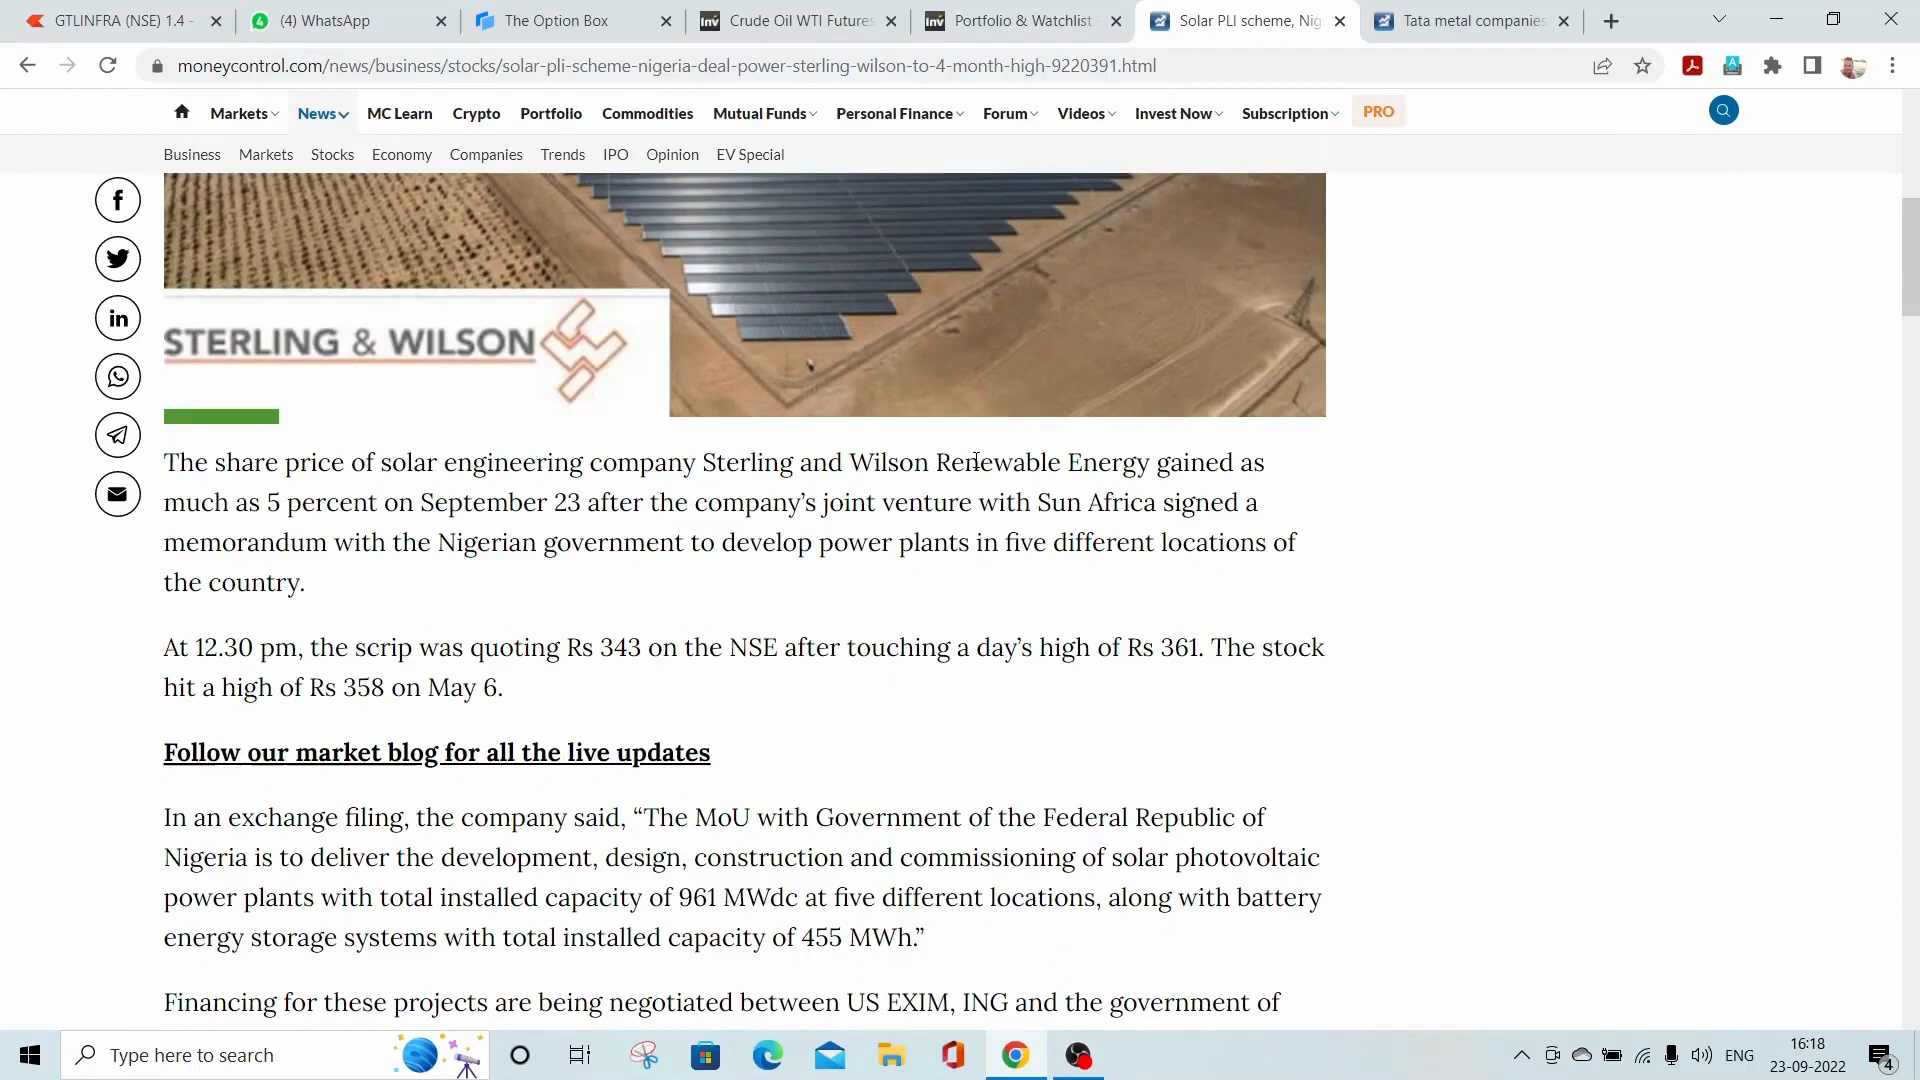 GTLINFRA (NSE) 1.4 -
(4) WhatsApp
The Option Box
Crude Oil WTI Futures
Portfolio & Watchlist -
Solar PLI scheme, Nig
Tata metal companies
moneycontrol.com/news/business/stocks/solar-pli-scheme-nigeria-deal-power-sterling-wilson-to-4-month-high-9220391.html
Markets News MC Learn Crypto Portfolio Commodities Mutual Funds Personal Finance Forum Videos Invest Now Subscription PRO
Business Markets Stocks Economy Companies Trends IPO Opinion EV Special
STERLING & WILSON
The share price of solar engineering company Sterling and Wilson Renewable Energy gained as
much as 5 percent on September 23 after the company’s joint venture with Sun Africa signed a
memorandum with the Nigerian government to develop power plants in five different locations of
the country.
At 12.30 pm, the scrip was quoting Rs 343 on the NSE after touching a day’s high of Rs 361. The stock
hit a high of Rs 358 on May 6.
Follow our market blog for all the live updates
In an exchange filing, the company said, “The MoU with Government of the Federal Republic of
Nigeria is to deliver the development, design, construction and commissioning of solar photovoltaic
power plants with total installed capacity of 961 MWdc at five different locations, along with battery
energy storage systems with total installed capacity of 455 MWh.”
Financing for these projects are being negotiated between US EXIM, ING and the government of
Type here to search
ENG
16:18
23-09-2022
4